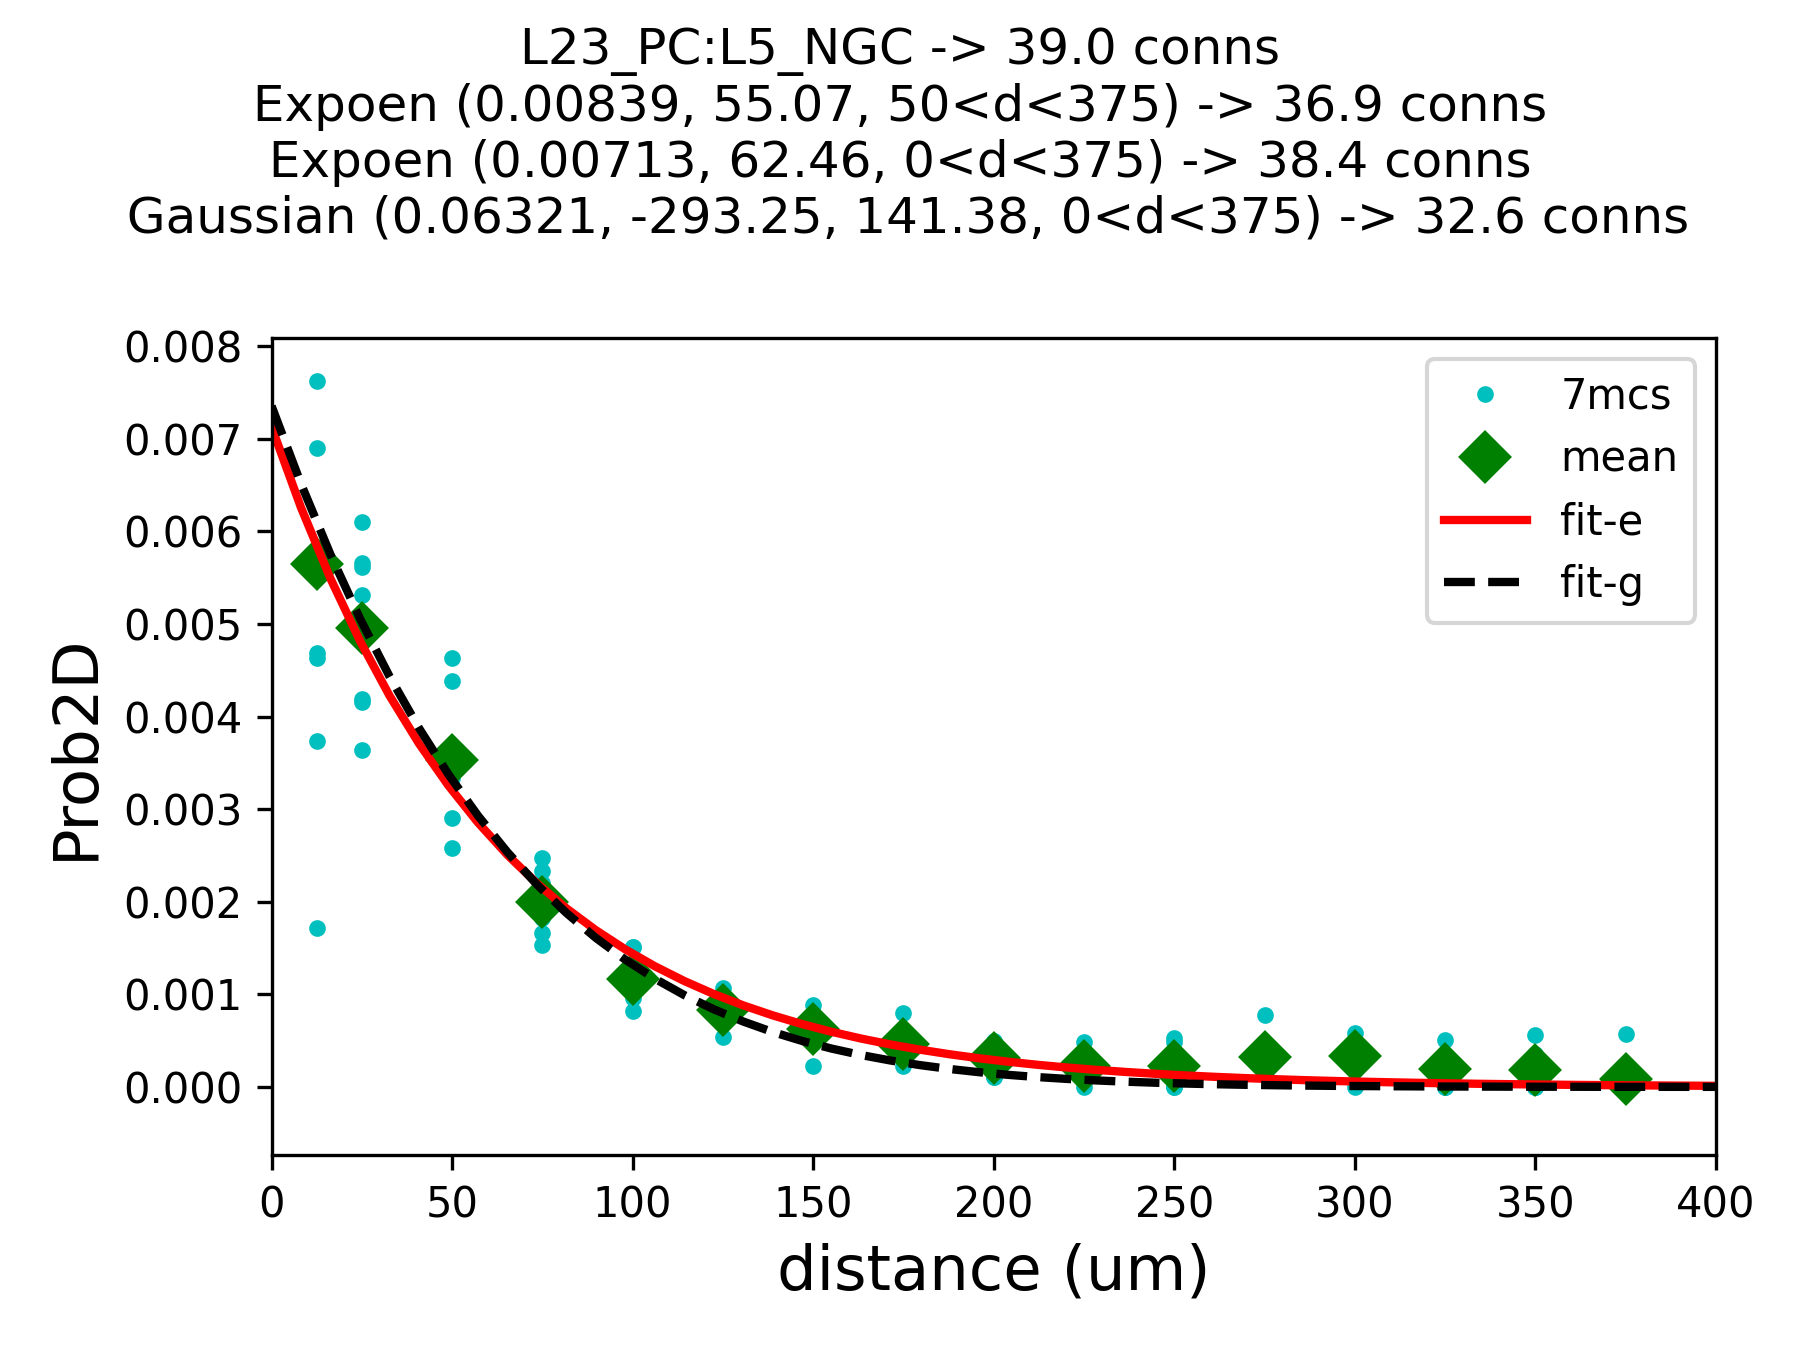 L23_PC:L5_NGC -> 39.0 conns
Expoen (0.00839, 55.07, 50<d<375) -> 36.9 conns
Expoen (0.00713, 62.46, 0<d<375) -> 38.4 conns
Gaussian (0.06321, -293.25, 141.38, 0<d<375) -> 32.6 conns
0.008
0.007
0.006
0.005
0.004
0.003
0.002
0.001
0.000
Prob2D
7mcs
mean
fit-e
fit-g
0 50 100 150 200 250 300 350 400
distance (um)